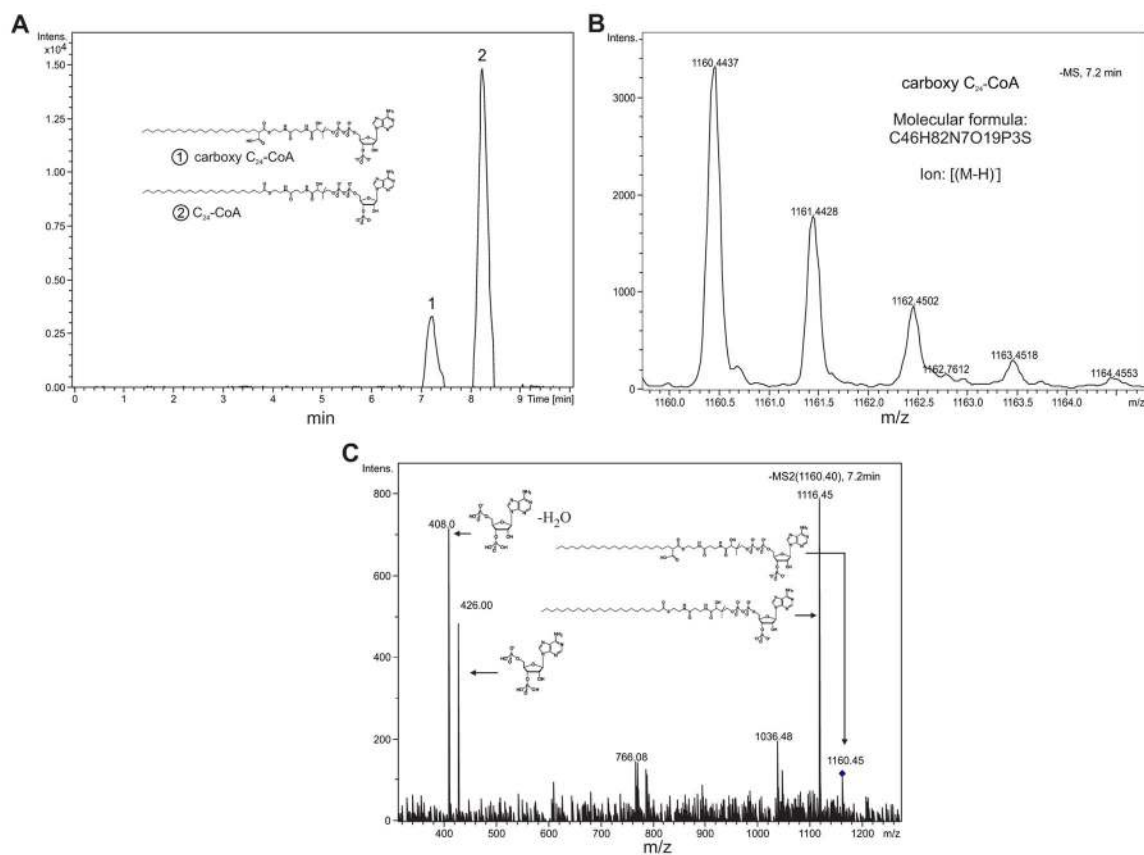 A
Intens.
x10⁴
1.50
1.25
1.00
0.75
0.50
0.25
0.00
0 1 2 3 4 5 6 7 8 9 Time [min]
min
1
2
① carboxy C₂₄-CoA
② C₂₄-CoA
B
Intens.
3000
2000
1000
0
1160.4437
1161.4428
1162.4502
1162.7612
1163.4518
1164.4553
carboxy C₂₄-CoA
-MS, 7.2 min
Molecular formula:
C46H82N7O19P3S
Ion: [(M-H)]⁻
1160.0 1160.5 1161.0 1161.5 1162.0 1162.5 1163.0 1163.5 1164.0 m/z
m/z
C
Intens.
800
600
400
200
0
-MS2(1160.40), 7.2min
1116.45
408.0
-H₂O
426.00
766.08
1036.48
1160.45
400 500 600 700 800 900 1000 1100 1200 m/z
m/z